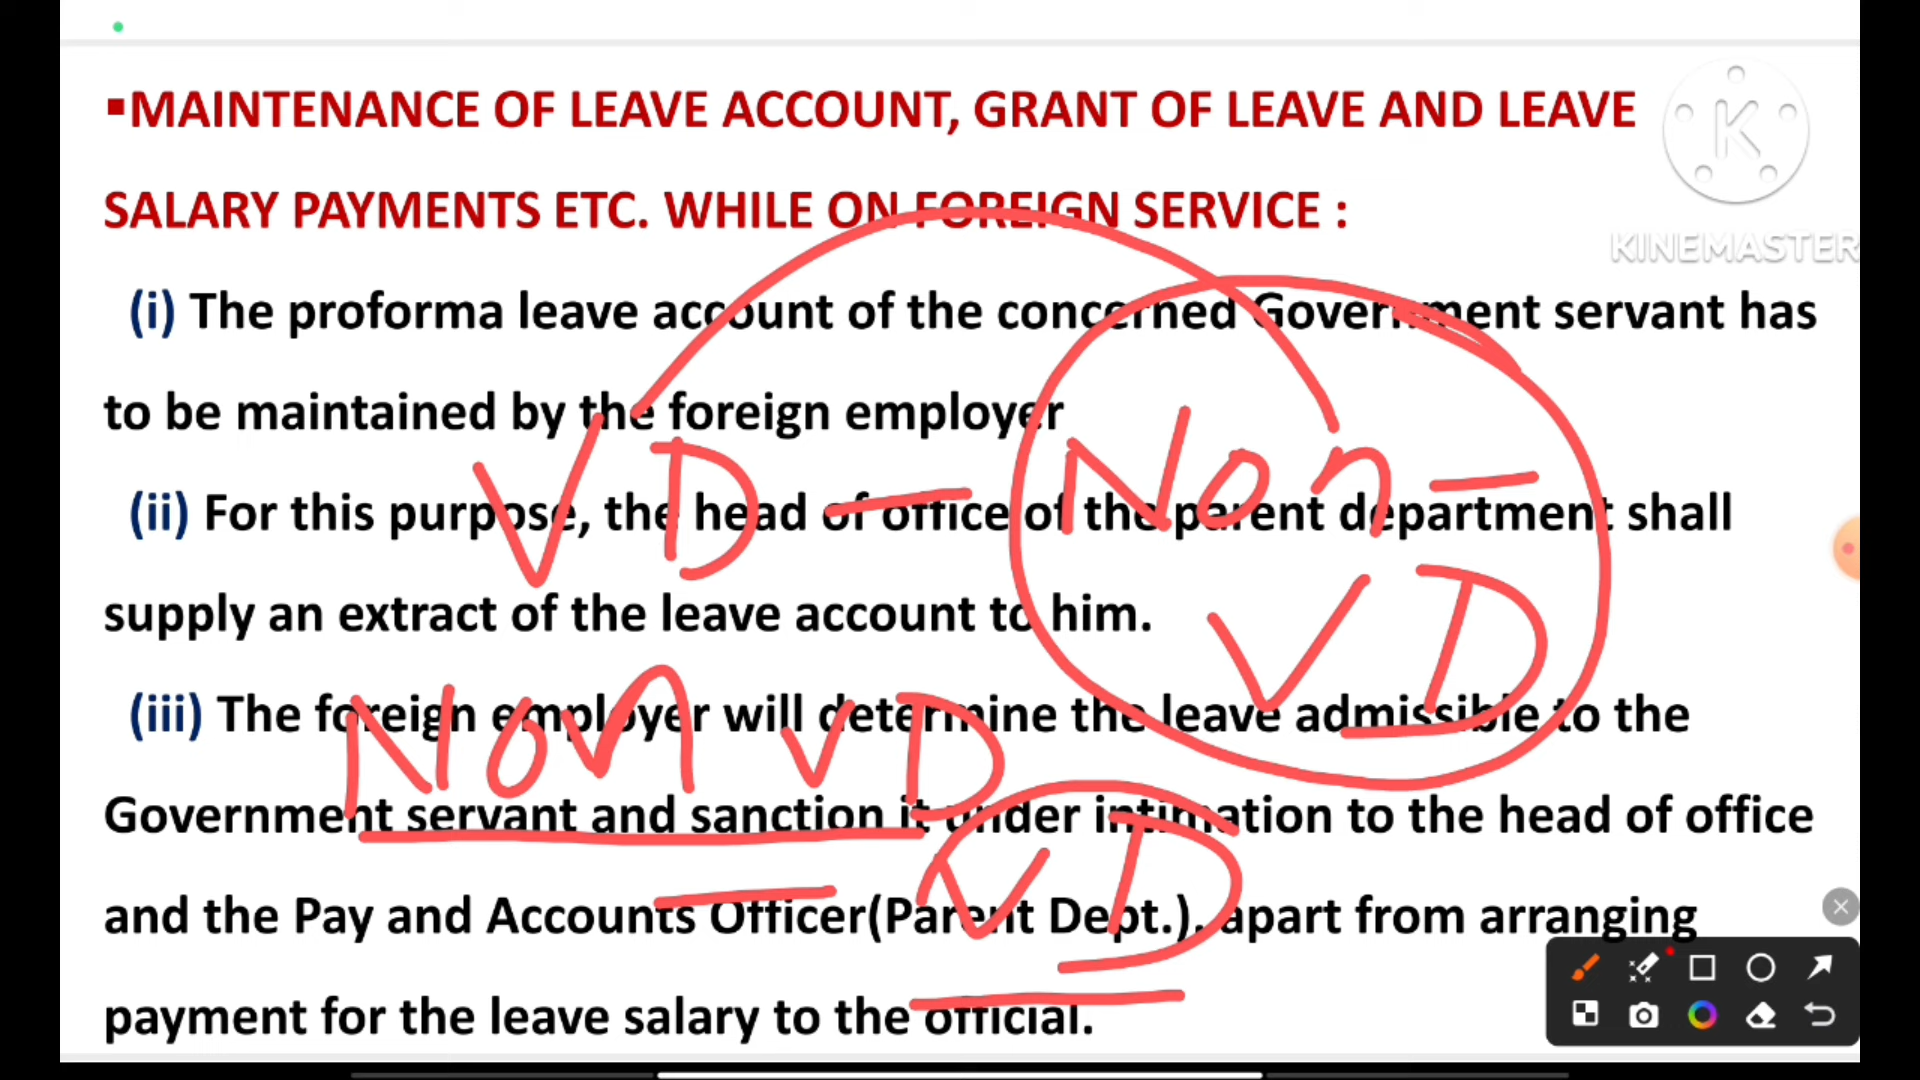 ▪MAINTENANCE OF LEAVE ACCOUNT, GRANT OF LEAVE AND LEAVE
SALARY PAYMENTS ETC. WHILE ON FOREIGN SERVICE :
K
KINEMASTER
(i) The proforma leave account of the concerned Government servant has
to be maintained by the foreign employer
VD - Non-
(ii) For this purpose, the head of office of the parent department shall
VD
supply an extract of the leave account to him.
(iii) The foreign employer will determine the leave admissible to the
Non VD
Government servant and sanction it under intimation to the head of office
- VD
and the Pay and Accounts Officer(Parent Dept.), apart from arranging
payment for the leave salary to the official.